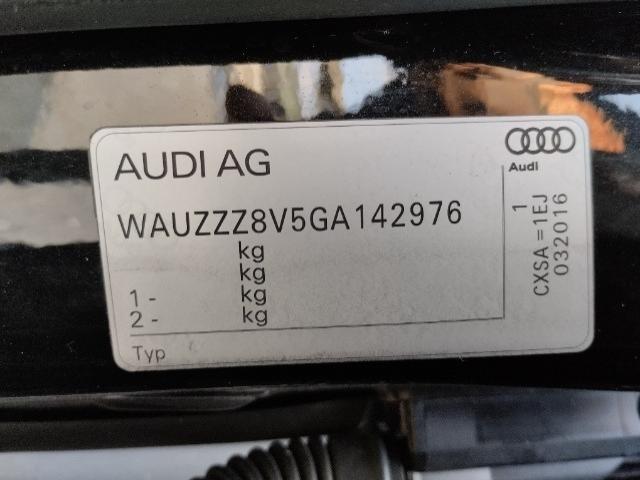 AUDI AG
Audi
WAUZZZ8V5GA142976
kg
kg
1 - kg
2 - kg
Typ
1
CXSA =1EJ
032016